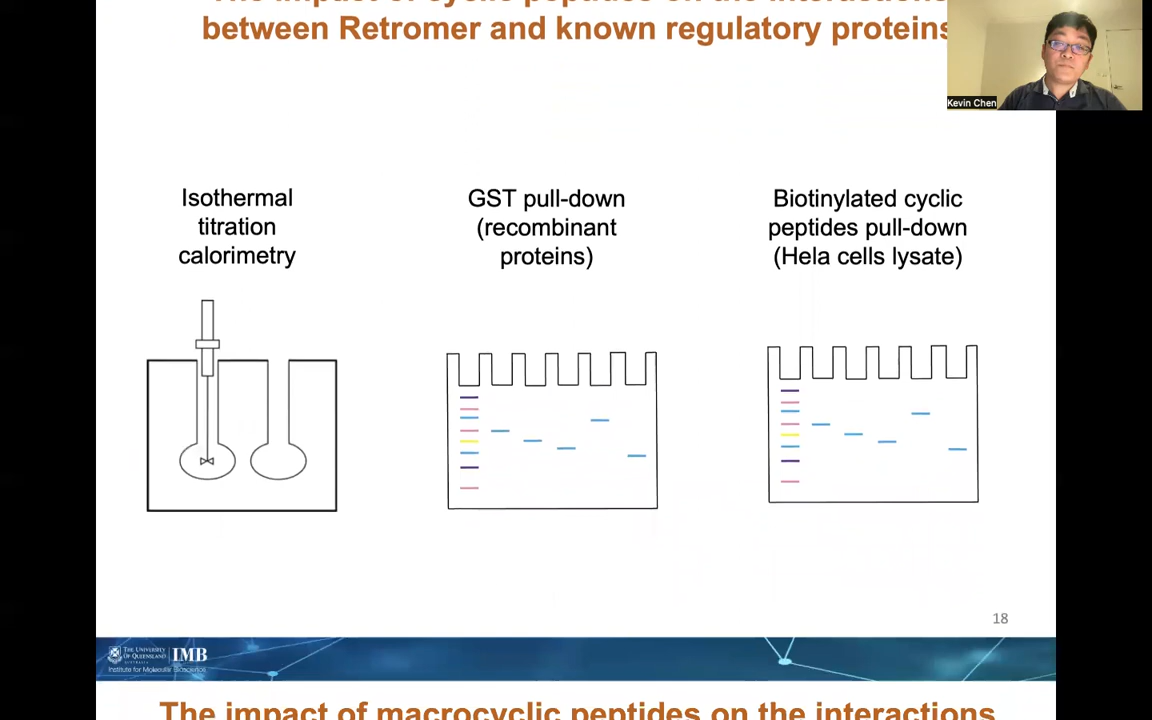 The impact of cyclic peptides on the interactions
between Retromer and known regulatory proteins
Kevin Chen
Isothermal
titration
calorimetry
GST pull-down
(recombinant
proteins)
Biotinylated cyclic
peptides pull-down
(Hela cells lysate)
18
THE UNIVERSITY
OF QUEENSLAND
AUSTRALIA
IMB
Institute for Molecular Bioscience
The impact of macrocyclic peptides on the interactions